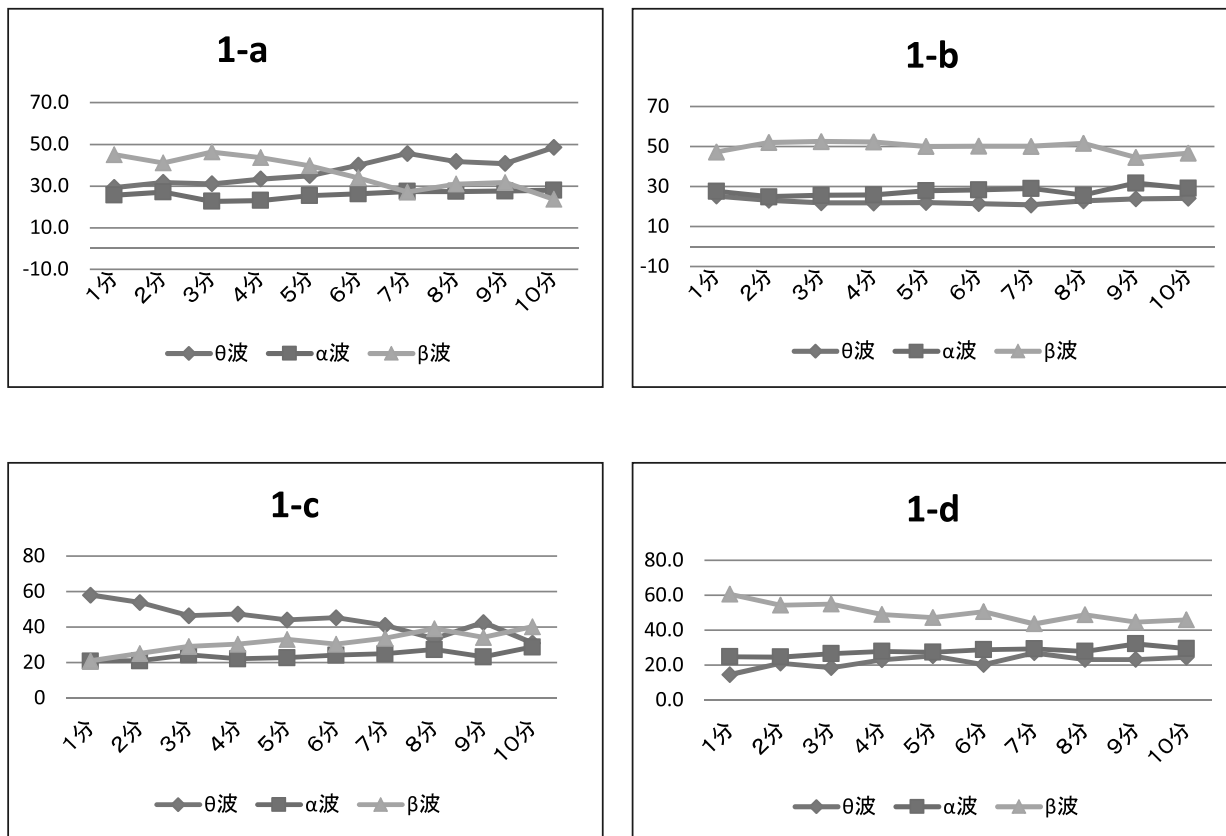 1-a
70.0
50.0
30.0
10.0
-10.0
1分 2分 3分 4分 5分 6分 7分 8分 9分 10分
θ波 α波 β波
1-b
70
50
30
10
-10
1分 2分 3分 4分 5分 6分 7分 8分 9分 10分
θ波 α波 β波
1-c
80
60
40
20
0
1分 2分 3分 4分 5分 6分 7分 8分 9分 10分
θ波 α波 β波
1-d
80.0
60.0
40.0
20.0
0.0
1分 2分 3分 4分 5分 6分 7分 8分 9分 10分
θ波 α波 β波